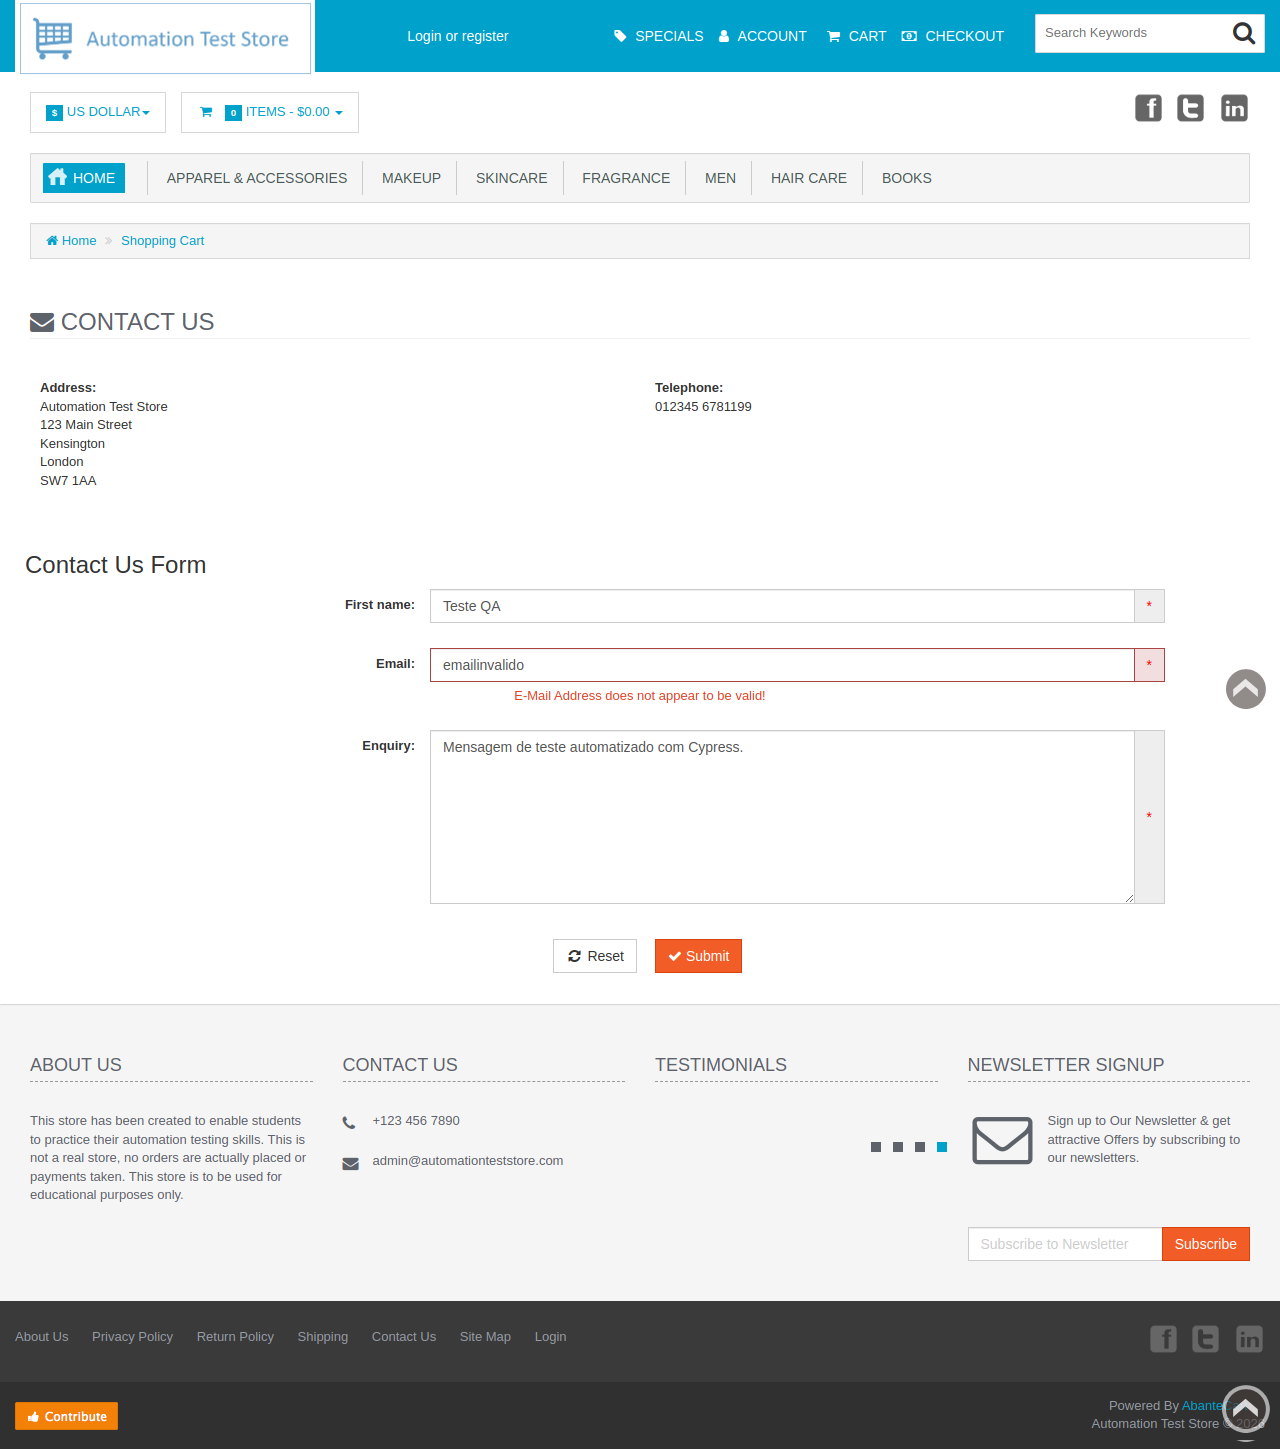 Automation Test Store
Login or register
SPECIALS ACCOUNT CART CHECKOUT
Search Keywords
$ US DOLLAR 0 ITEMS - $0.00
HOME APPAREL & ACCESSORIES MAKEUP SKINCARE FRAGRANCE MEN HAIR CARE BOOKS
Home » Shopping Cart
CONTACT US
Address:
Automation Test Store
123 Main Street
Kensington
London
SW7 1AA
Telephone:
012345 6781199
Contact Us Form
First name: Teste QA *
Email: emailinvalido *
E-Mail Address does not appear to be valid!
Enquiry: Mensagem de teste automatizado com Cypress. *
Reset Submit
ABOUT US
This store has been created to enable students
to practice their automation testing skills. This is
not a real store, no orders are actually placed or
payments taken. This store is to be used for
educational purposes only.
CONTACT US
+123 456 7890
admin@automationteststore.com
TESTIMONIALS
NEWSLETTER SIGNUP
Sign up to Our Newsletter & get
attractive Offers by subscribing to
our newsletters.
Subscribe to Newsletter Subscribe
About Us Privacy Policy Return Policy Shipping Contact Us Site Map Login
Contribute
Powered By
Automation Test Store ©